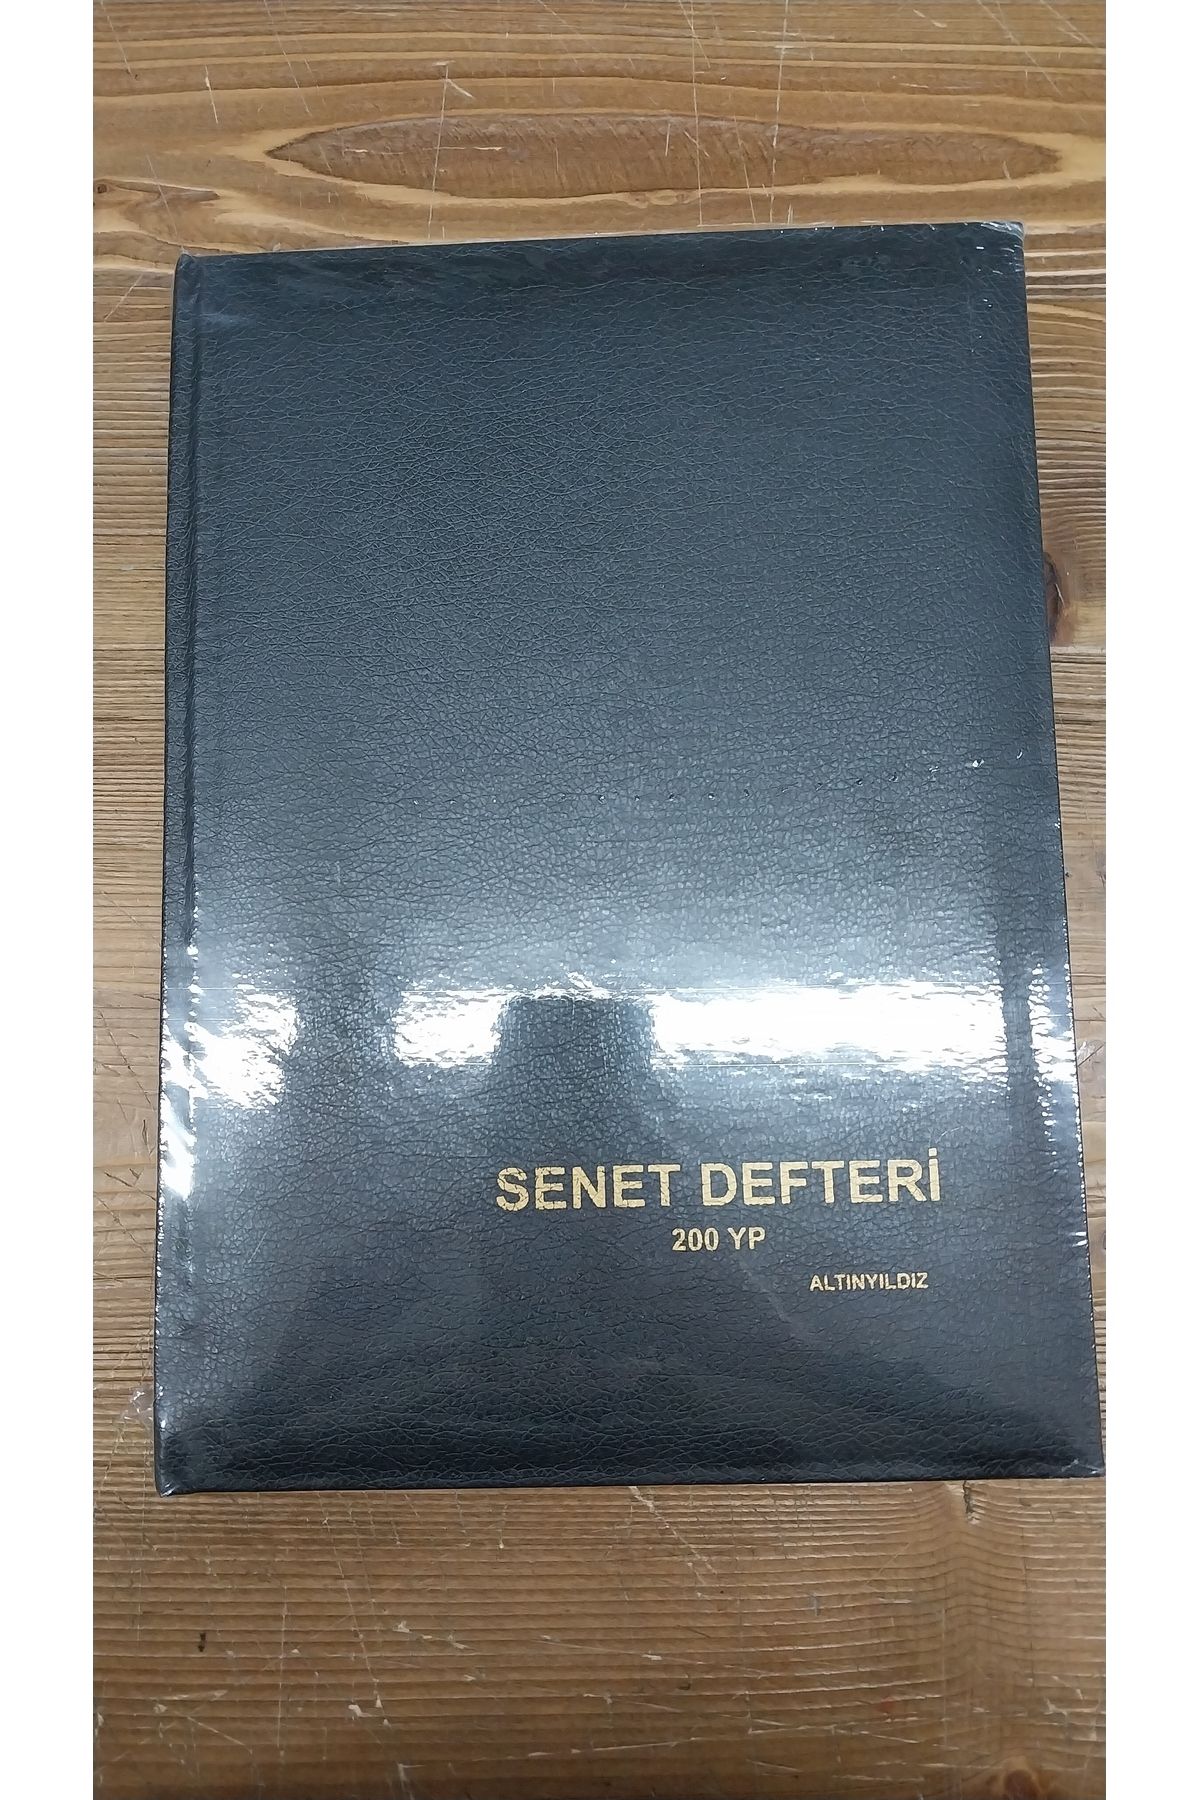 SENET DEFTERİ
200 YP
ALTINYILDIZ